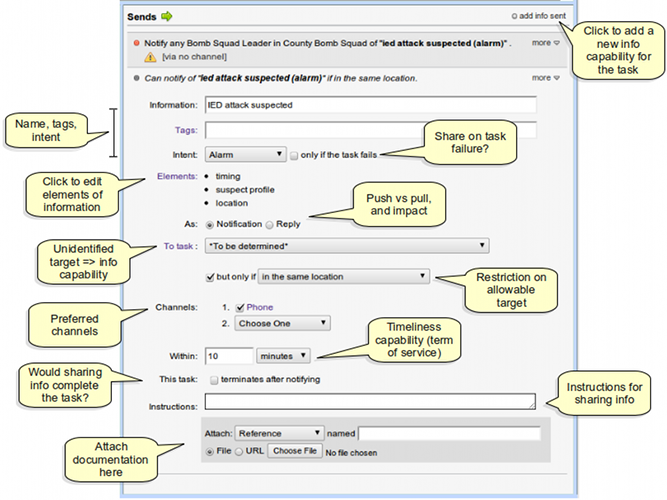 Sends
add info sent
Click to add a
new info
capability for
the task
Notify any Bomb Squad Leader in County Bomb Squad of "ied attack suspected (alarm)" .
more
[via no channel]
Can notify of "ied attack suspected (alarm)" if in the same location.
more
Information:
IED attack suspected
Name, tags,
intent
Tags:
Share on task
failure?
Intent:
Alarm
only if the task fails
Click to edit
elements of
information
Elements:
• timing
• suspect profile
• location
Push vs pull,
and impact
As:
Notification
Reply
Unidentified
target => info
capability
To task :
*To be determined*
but only if
in the same location
Restriction on
allowable
target
Preferred
channels
Channels:
1.
Phone
2.
Choose One
Timeliness
capability (term
of service)
Within:
10
minutes
Would sharing
info complete
the task?
This task:
terminates after notifying
Instructions for
sharing info
Instructions:
Attach
documentation
here
Attach:
Reference
named
File
URL
Choose File
No file chosen